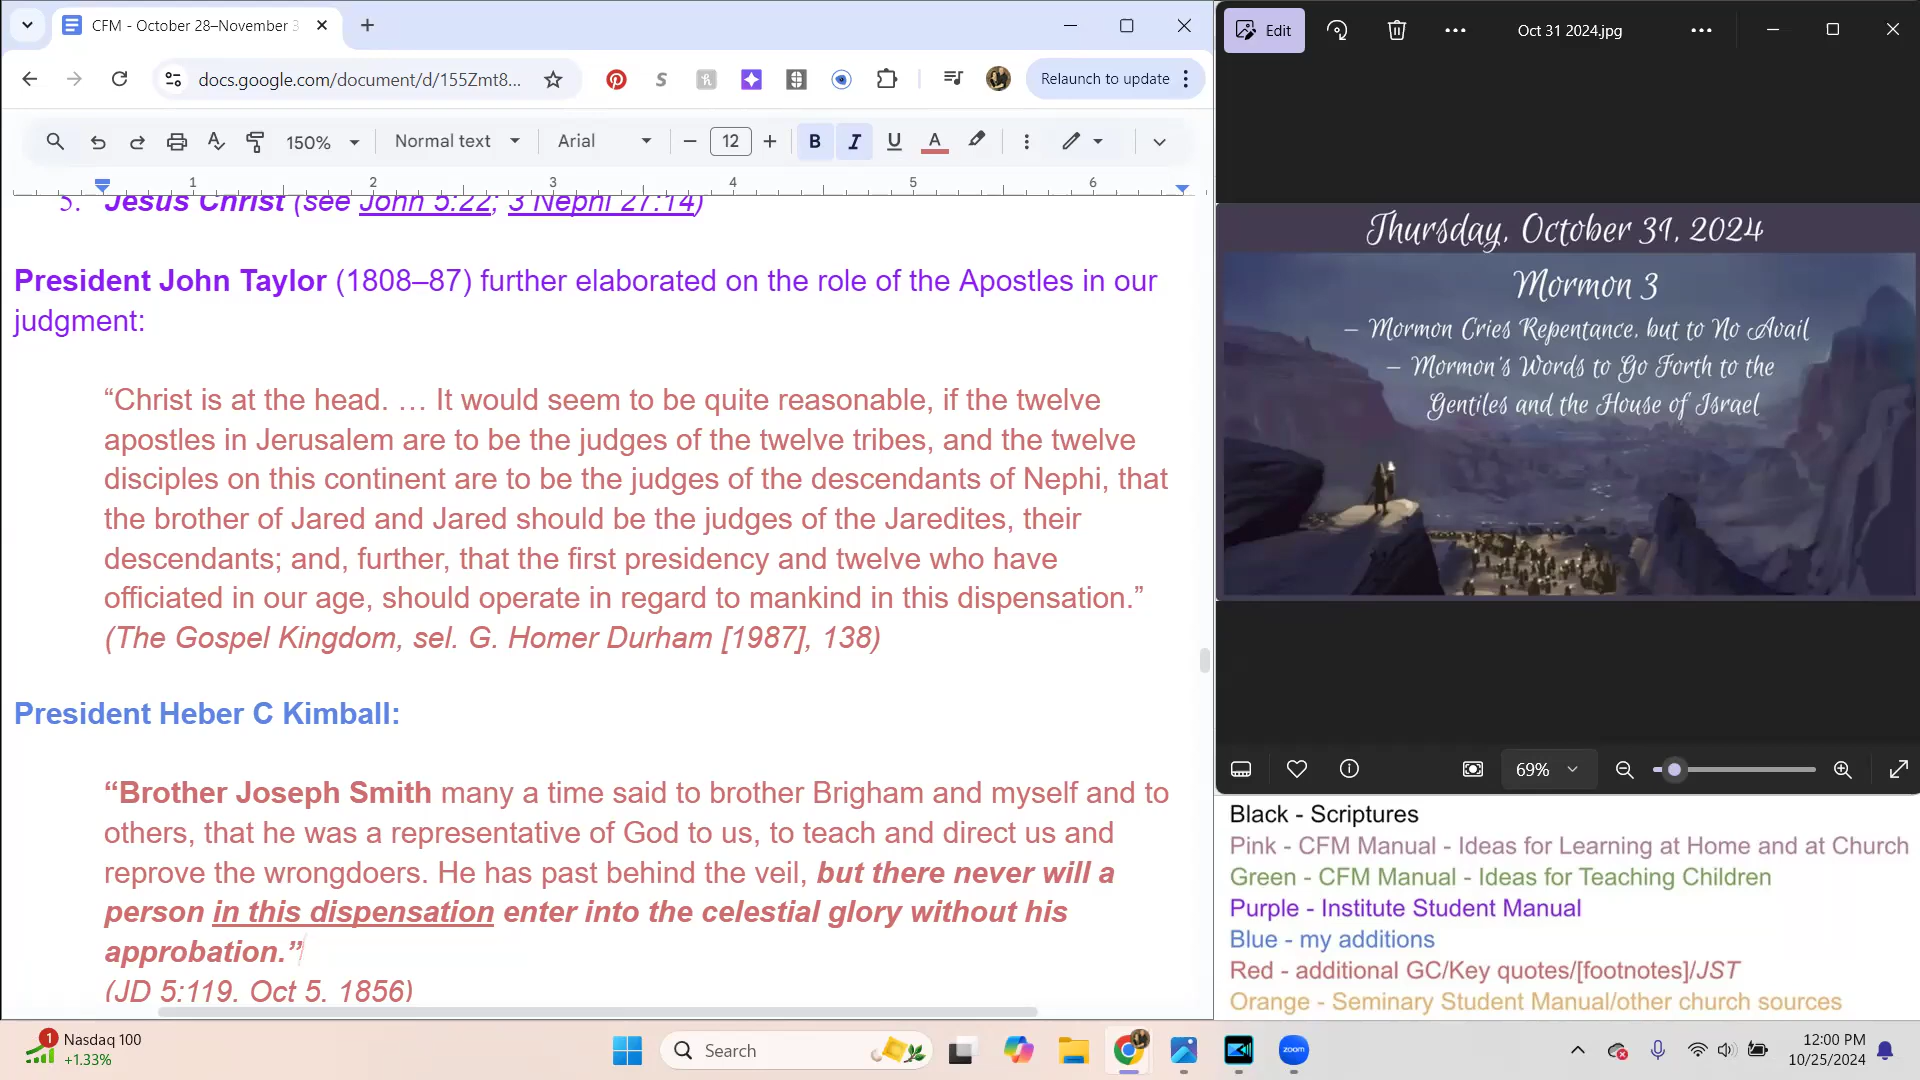 CFM - October 28–November 3
docs.google.com/document/d/155Zmt8...
Relaunch to update
150%
Normal text
Arial
12
B I U A
1 2 3 4 5 6
5. Jesus Christ (see John 5:22; 3 Nephi 27:14)
President John Taylor (1808–87) further elaborated on the role of the Apostles in our
judgment:
“Christ is at the head. … It would seem to be quite reasonable, if the twelve
apostles in Jerusalem are to be the judges of the twelve tribes, and the twelve
disciples on this continent are to be the judges of the descendants of Nephi, that
the brother of Jared and Jared should be the judges of the Jaredites, their
descendants; and, further, that the first presidency and twelve who have
officiated in our age, should operate in regard to mankind in this dispensation.”
(The Gospel Kingdom, sel. G. Homer Durham [1987], 138)
President Heber C Kimball:
“Brother Joseph Smith many a time said to brother Brigham and myself and to
others, that he was a representative of God to us, to teach and direct us and
reprove the wrongdoers. He has past behind the veil, but there never will a
person in this dispensation enter into the celestial glory without his
approbation.”
(JD 5:119, Oct 5, 1856)
Edit
Oct 31 2024.jpg
Thursday, October 31, 2024
Mormon 3
– Mormon Cries Repentance, but to No Avail
– Mormon's Words to Go Forth to the
Gentiles and the House of Israel
69%
Black - Scriptures
Pink - CFM Manual - Ideas for Learning at Home and at Church
Green - CFM Manual - Ideas for Teaching Children
Purple - Institute Student Manual
Blue - my additions
Red - additional GC/Key quotes/[footnotes]/JST
Orange - Seminary Student Manual/other church sources
1
Nasdaq 100
+1.33%
Search
zoom
12:00 PM
10/25/2024